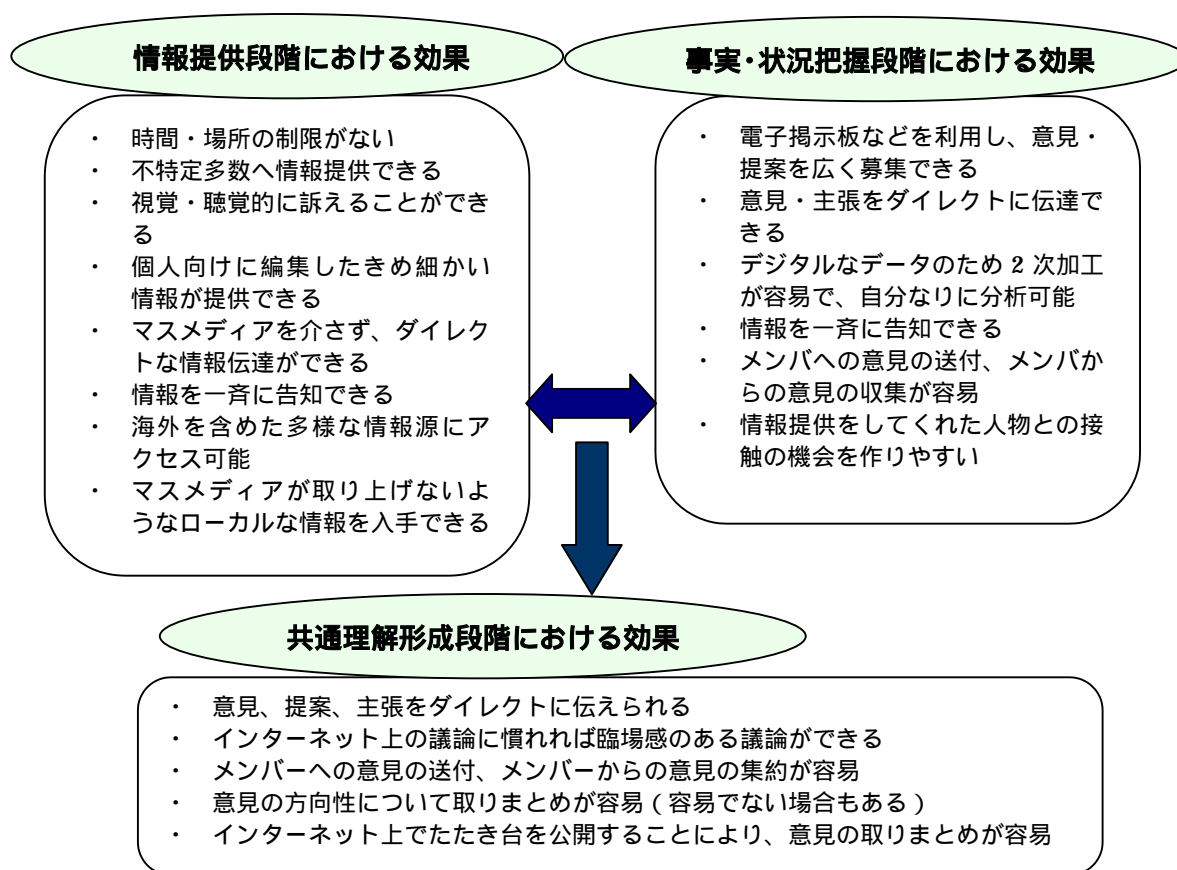 情報提供段階における効果
・ 時間・場所の制限がない
・ 不特定多数へ情報提供できる
・ 視覚・聴覚的に訴えることができ
る
・ 個人向けに編集したきめ細かい
情報が提供できる
・ マスメディアを介さず、ダイレク
トな情報伝達ができる
・ 情報を一斉に告知できる
・ 海外を含めた多様な情報源にア
クセス可能
・ マスメディアが取り上げないよ
うなローカルな情報を入手できる
事実・状況把握段階における効果
・ 電子掲示板などを利用し、意見・
提案を広く募集できる
・ 意見・主張をダイレクトに伝達で
きる
・ デジタルなデータのため 2 次加工
が容易で、自分なりに分析可能
・ 情報を一斉に告知できる
・ メンバへの意見の送付、メンバか
らの意見の収集が容易
・ 情報提供をしてくれた人物との接
触の機会を作りやすい
共通理解形成段階における効果
・ 意見、提案、主張をダイレクトに伝えられる
・ インターネット上の議論に慣れれば臨場感のある議論ができる
・ メンバーへの意見の送付、メンバーからの意見の集約が容易
・ 意見の方向性について取りまとめが容易（容易でない場合もある）
・ インターネット上でたたき台を公開することにより、意見の取りまとめが容易